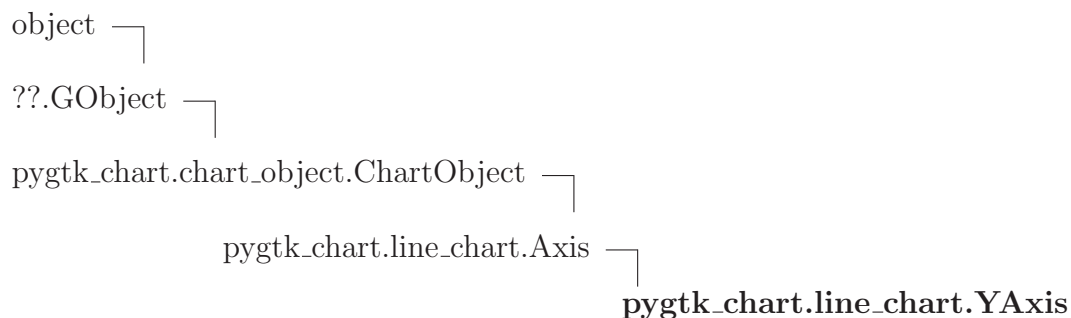 object
??.GObject
pygtk_chart.chart_object.ChartObject
pygtk_chart.line_chart.Axis
pygtk_chart.line_chart.YAxis